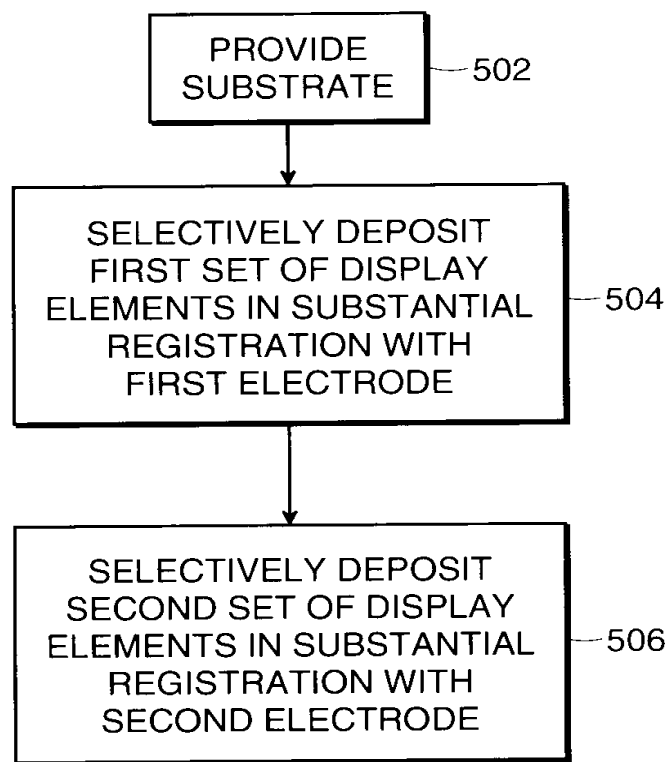 PROVIDE
SUBSTRATE
502
SELECTIVELY DEPOSIT
FIRST SET OF DISPLAY
ELEMENTS IN SUBSTANTIAL
REGISTRATION WITH
FIRST ELECTRODE
504
SELECTIVELY DEPOSIT
SECOND SET OF DISPLAY
ELEMENTS IN SUBSTANTIAL
REGISTRATION WITH
SECOND ELECTRODE
506